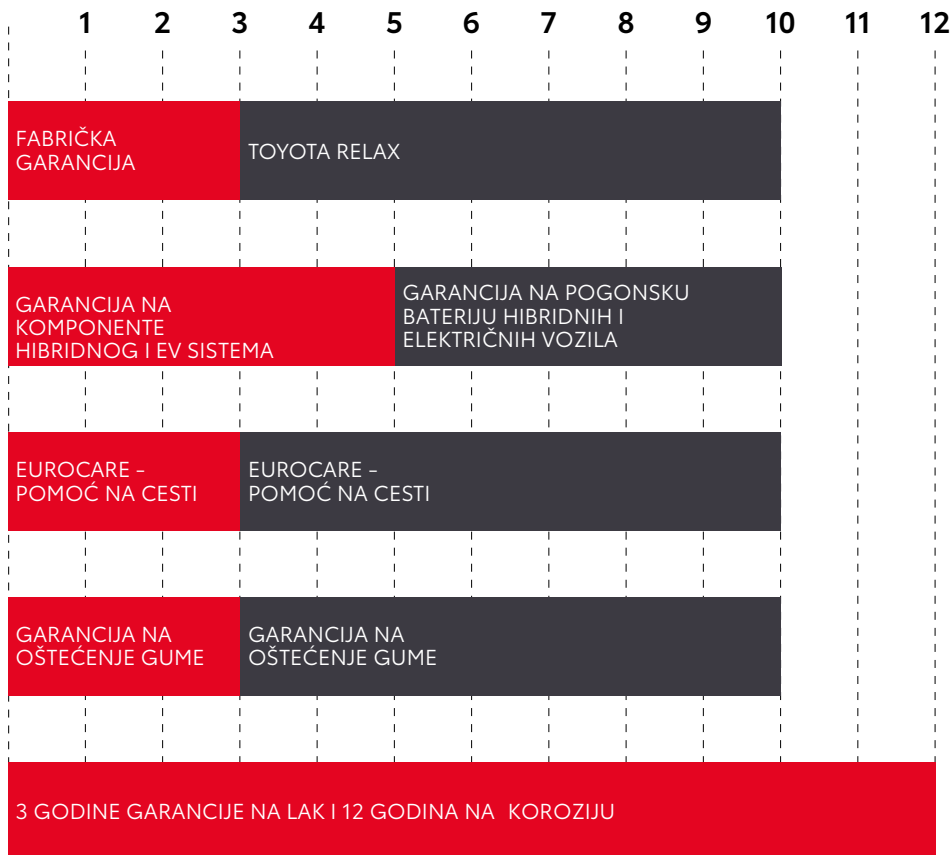 1 2 3 4 5 6 7 8 9 10 11 12
FABRIČKA
GARANCIJA
TOYOTA RELAX
GARANCIJA NA
KOMPONENTE
HIBRIDNOG I EV SISTEMA
GARANCIJA NA POGONSKU
BATERIJU HIBRIDNIH I
ELEKTRIČNIH VOZILA
EUROCARE –
POMOĆ NA CESTI
EUROCARE –
POMOĆ NA CESTI
GARANCIJA NA
OŠTEĆENJE GUME
GARANCIJA NA
OŠTEĆENJE GUME
3 GODINE GARANCIJE NA LAK I 12 GODINA NA KOROZIJU